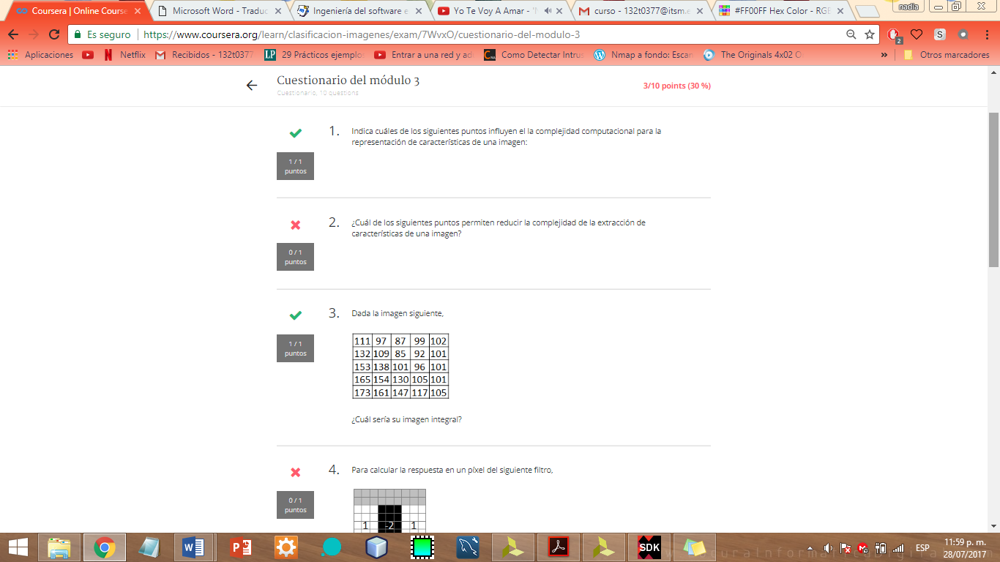 Coursera | Online Course
Microsoft Word - Traduc
Ingeniería del software e
Yo Te Voy A Amar - 'N
curso - 132t0377@itsm.e
#FF00FF Hex Color - RGB
nadia
Es seguro
https://www.coursera.org/learn/clasificacion-imagenes/exam/7WvxO/cuestionario-del-modulo-3
S
2
Aplicaciones
Netflix
Recibidos - 132t0377
LP
29 Prácticos ejemplo
Entrar a una red y ad
Como Detectar Intrus
Nmap a fondo: Escan
The Originals 4x02 O
»
Otros marcadores
Cuestionario del módulo 3
Cuestionario, 10 questions
3/10 points (30 %)
1 / 1
puntos
1.
Indica cuáles de los siguientes puntos influyen el la complejidad computacional para la
representación de características de una imagen:
0 / 1
puntos
2.
¿Cuál de los siguientes puntos permiten reducir la complejidad de la extracción de
características de una imagen?
1 / 1
puntos
3.
Dada la imagen siguiente,
111 97 87 99 102
132 109 85 92 101
153 138 101 96 101
165 154 130 105 101
173 161 147 117 105
¿Cuál sería su imagen integral?
0 / 1
puntos
4.
Para calcular la respuesta en un píxel del siguiente filtro,
1 -2 1
SDK
ESP
11:59 p. m.
28/07/2017